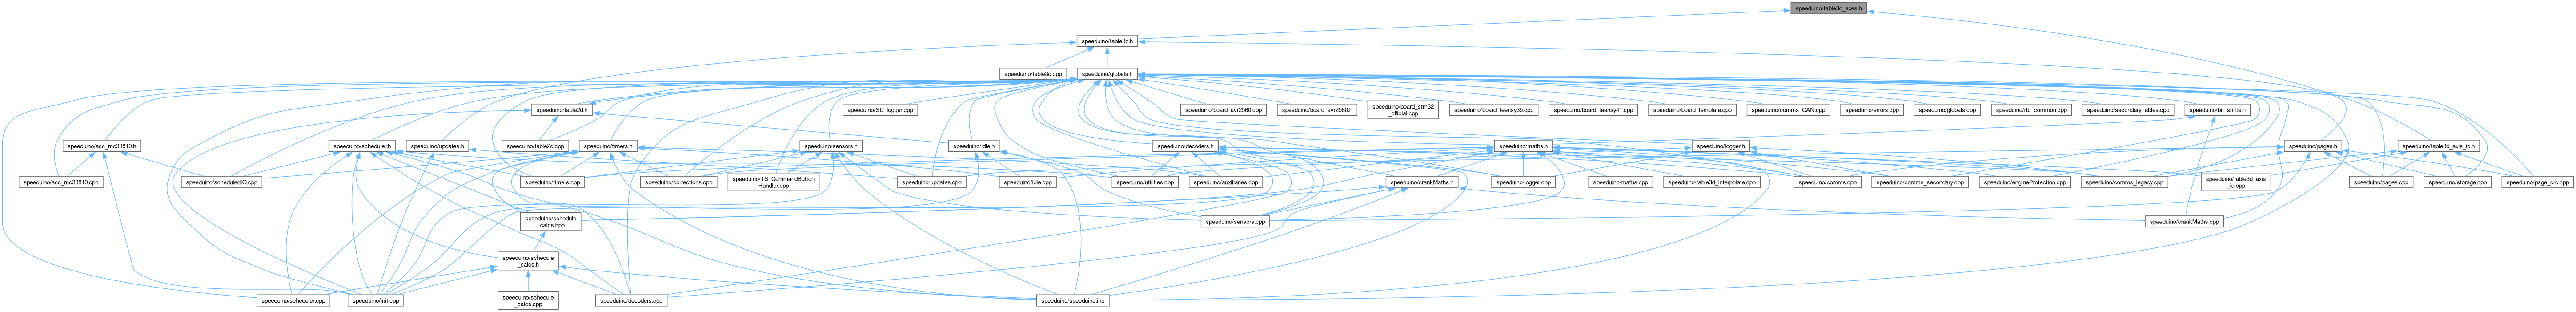 speeduino/table3d_axes.h
speeduino/table3d.h
speeduino/table3d.cpp
speeduino/globals.h
speeduino/table2d.h
speeduino/SD_logger.cpp
speeduino/board_avr2560.cpp
speeduino/board_avr2560.h
speeduino/board_stm32
_official.cpp
speeduino/board_teensy35.cpp
speeduino/board_teensy41.cpp
speeduino/board_template.cpp
speeduino/comms_CAN.cpp
speeduino/errors.cpp
speeduino/globals.cpp
speeduino/rtc_common.cpp
speeduino/secondaryTables.cpp
speeduino/bit_shifts.h
speeduino/acc_mc33810.h
speeduino/scheduler.h
speeduino/updates.h
speeduino/table2d.cpp
speeduino/timers.h
speeduino/sensors.h
speeduino/idle.h
speeduino/decoders.h
speeduino/maths.h
speeduino/logger.h
speeduino/pages.h
speeduino/table3d_axis_io.h
speeduino/acc_mc33810.cpp
speeduino/scheduledIO.cpp
speeduino/timers.cpp
speeduino/corrections.cpp
speeduino/TS_CommandButton
Handler.cpp
speeduino/updates.cpp
speeduino/idle.cpp
speeduino/utilities.cpp
speeduino/auxiliaries.cpp
speeduino/crankMaths.h
speeduino/logger.cpp
speeduino/maths.cpp
speeduino/table3d_interpolate.cpp
speeduino/comms.cpp
speeduino/comms_secondary.cpp
speeduino/engineProtection.cpp
speeduino/comms_legacy.cpp
speeduino/table3d_axis
_io.cpp
speeduino/pages.cpp
speeduino/storage.cpp
speeduino/page_crc.cpp
speeduino/schedule
_calcs.hpp
speeduino/sensors.cpp
speeduino/crankMaths.cpp
speeduino/schedule
_calcs.h
speeduino/scheduler.cpp
speeduino/init.cpp
speeduino/schedule
_calcs.cpp
speeduino/decoders.cpp
speeduino/speeduino.ino